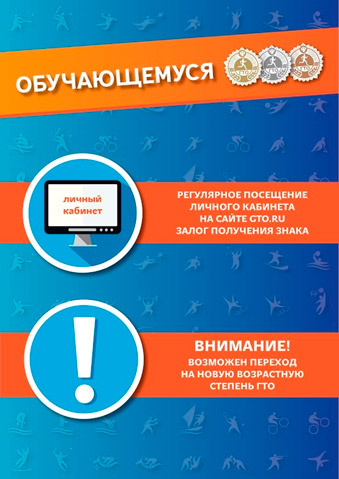 ОБУЧАЮЩЕМУСЯ
личный
кабинет
РЕГУЛЯРНОЕ ПОСЕЩЕНИЕ
ЛИЧНОГО КАБИНЕТА
НА САЙТЕ GTO.RU
ЗАЛОГ ПОЛУЧЕНИЯ ЗНАКА
!
ВНИМАНИЕ!
ВОЗМОЖЕН ПЕРЕХОД
НА НОВУЮ ВОЗРАСТНУЮ
СТЕПЕНЬ ГТО